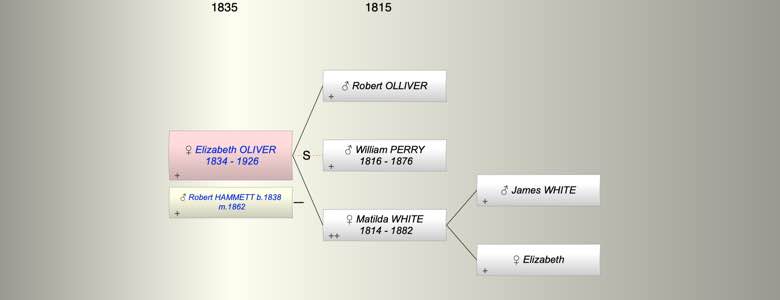 1835
1815
♂ Robert OLLIVER
+
♀ Elizabeth OLIVER
1834 - 1926
+
S
♂ William PERRY
1816 - 1876
+
♂ Robert HAMMETT b.1838
m.1862
+
♀ Matilda WHITE
1814 - 1882
++
♂ James WHITE
+
♀ Elizabeth
+